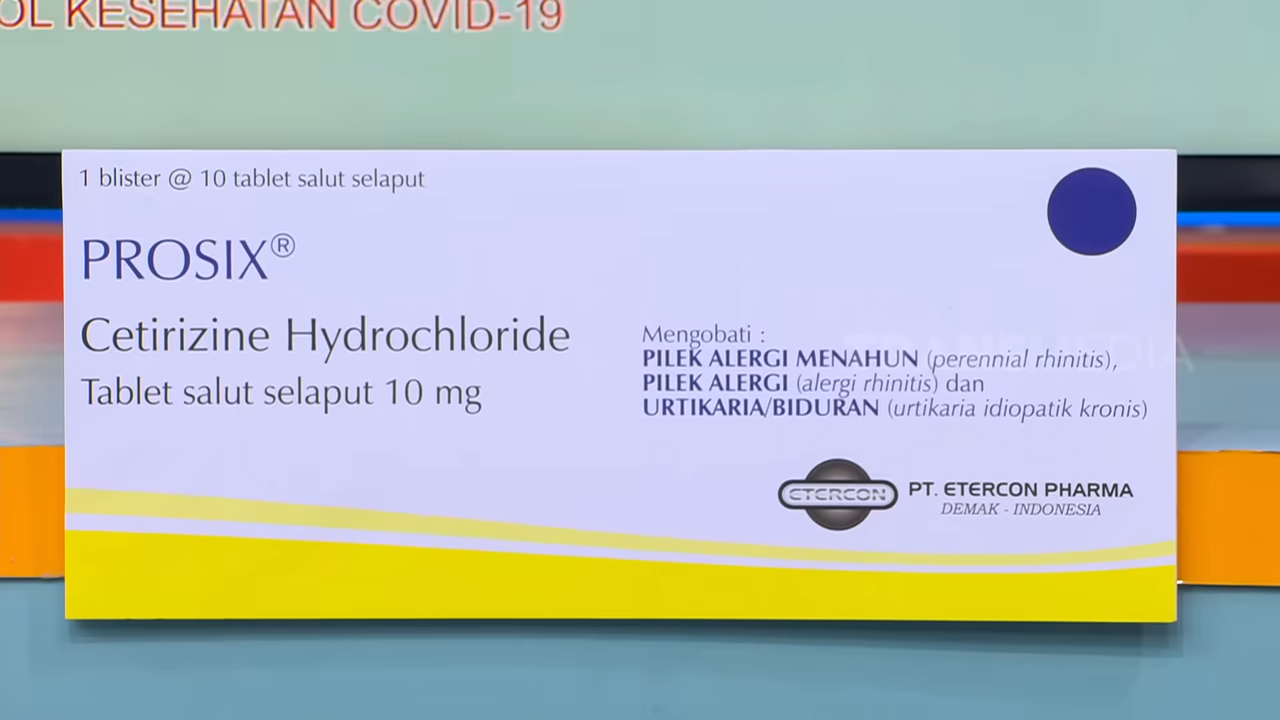 OL KESEHATAN COVID-19
1 blister @ 10 tablet salut selaput
PROSIX®
Cetirizine Hydrochloride
Tablet salut selaput 10 mg
Mengobati :
PILEK ALERGI MENAHUN (perennial rhinitis),
PILEK ALERGI (alergi rhinitis) dan
URTIKARIA/BIDURAN (urtikaria idiopatik kronis)
ETERCON
PT. ETERCON PHARMA
DEMAK - INDONESIA